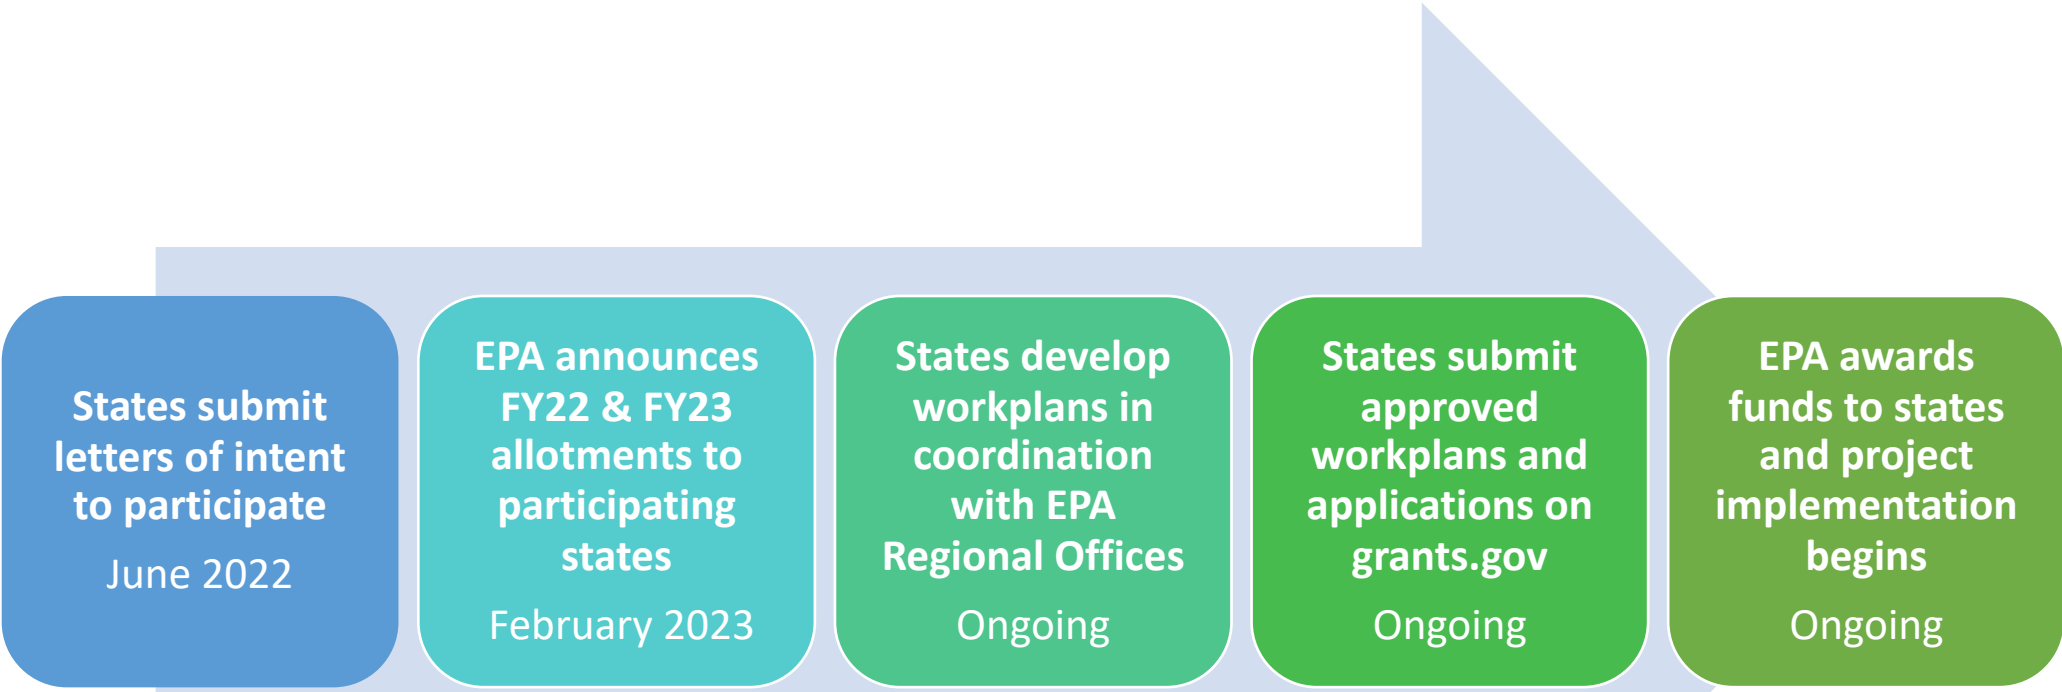 States submit
letters of intent
to participate
June 2022
EPA announces
FY22 & FY23
allotments to
participating
states
February 2023
States develop
workplans in
coordination
with EPA
Regional Offices
Ongoing
States submit
approved
workplans and
applications on
grants.gov
Ongoing
EPA awards
funds to states
and project
implementation
begins
Ongoing